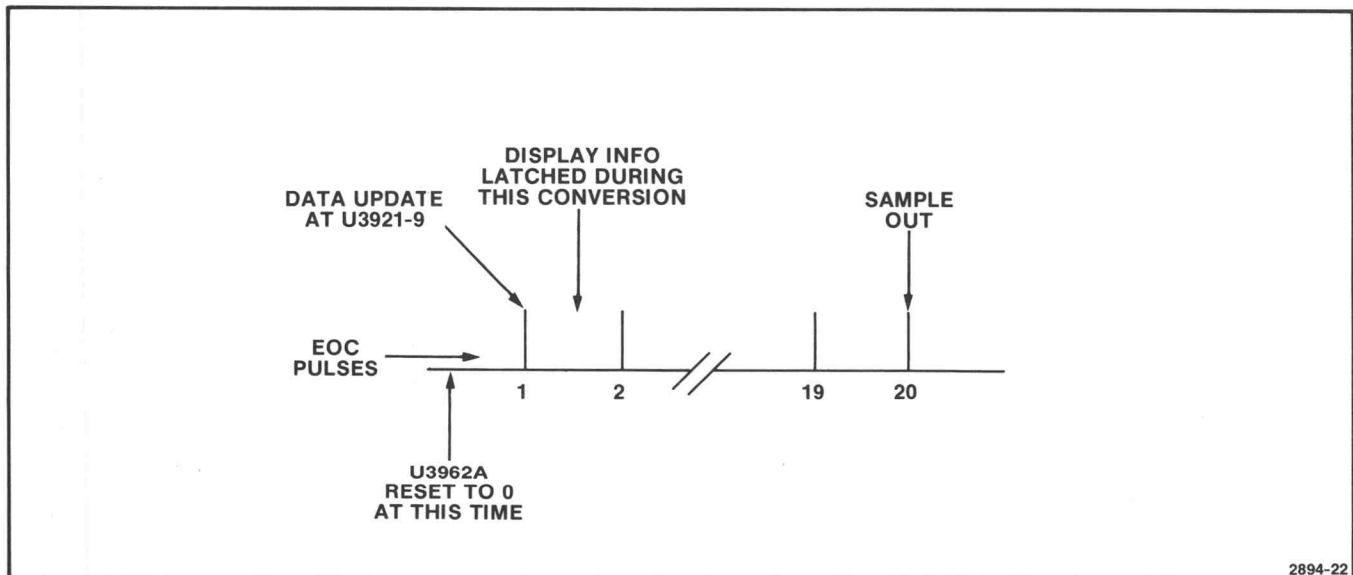 DISPLAY INFO
LATCHED DURING
THIS CONVERSION
DATA UPDATE
AT U3921-9
SAMPLE
OUT
EOC
PULSES
1
2
19
20
U3962A
RESET TO 0
AT THIS TIME
2894-22